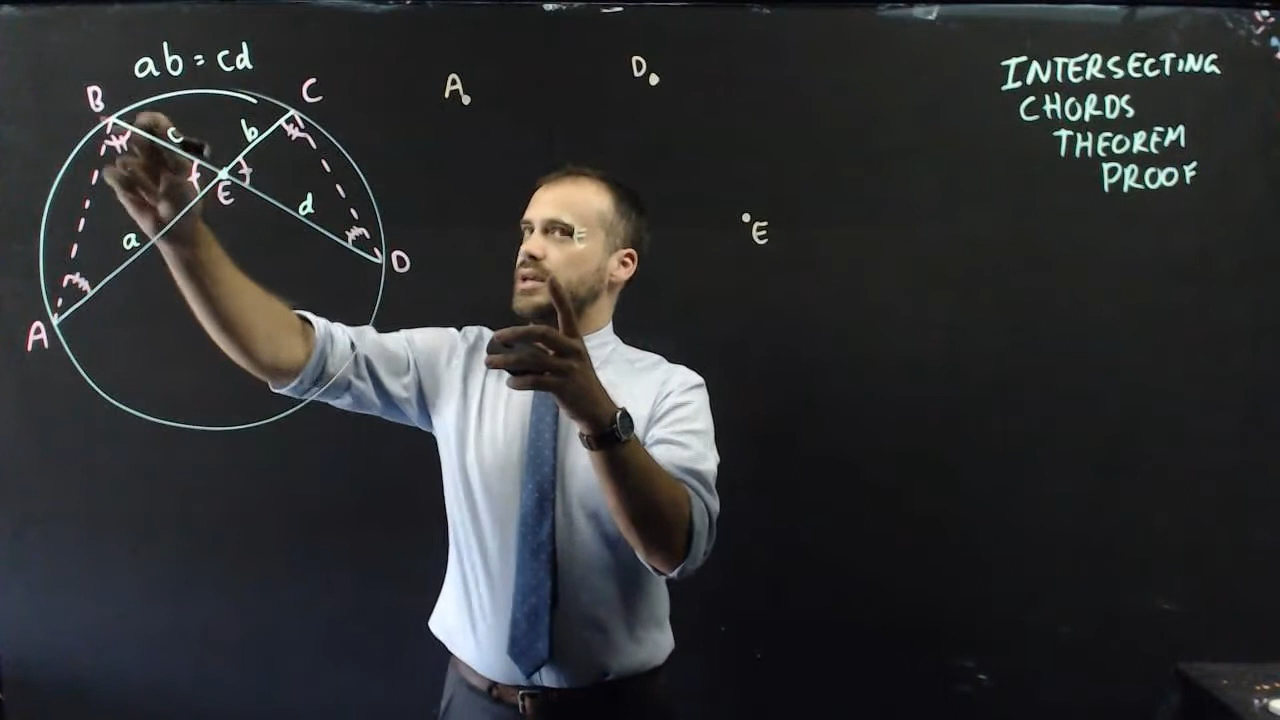 ab = cd
B
C
c
b
E
d
a
D
A
A
D
E
E
INTERSECTING
CHORDS
THEOREM
PROOF